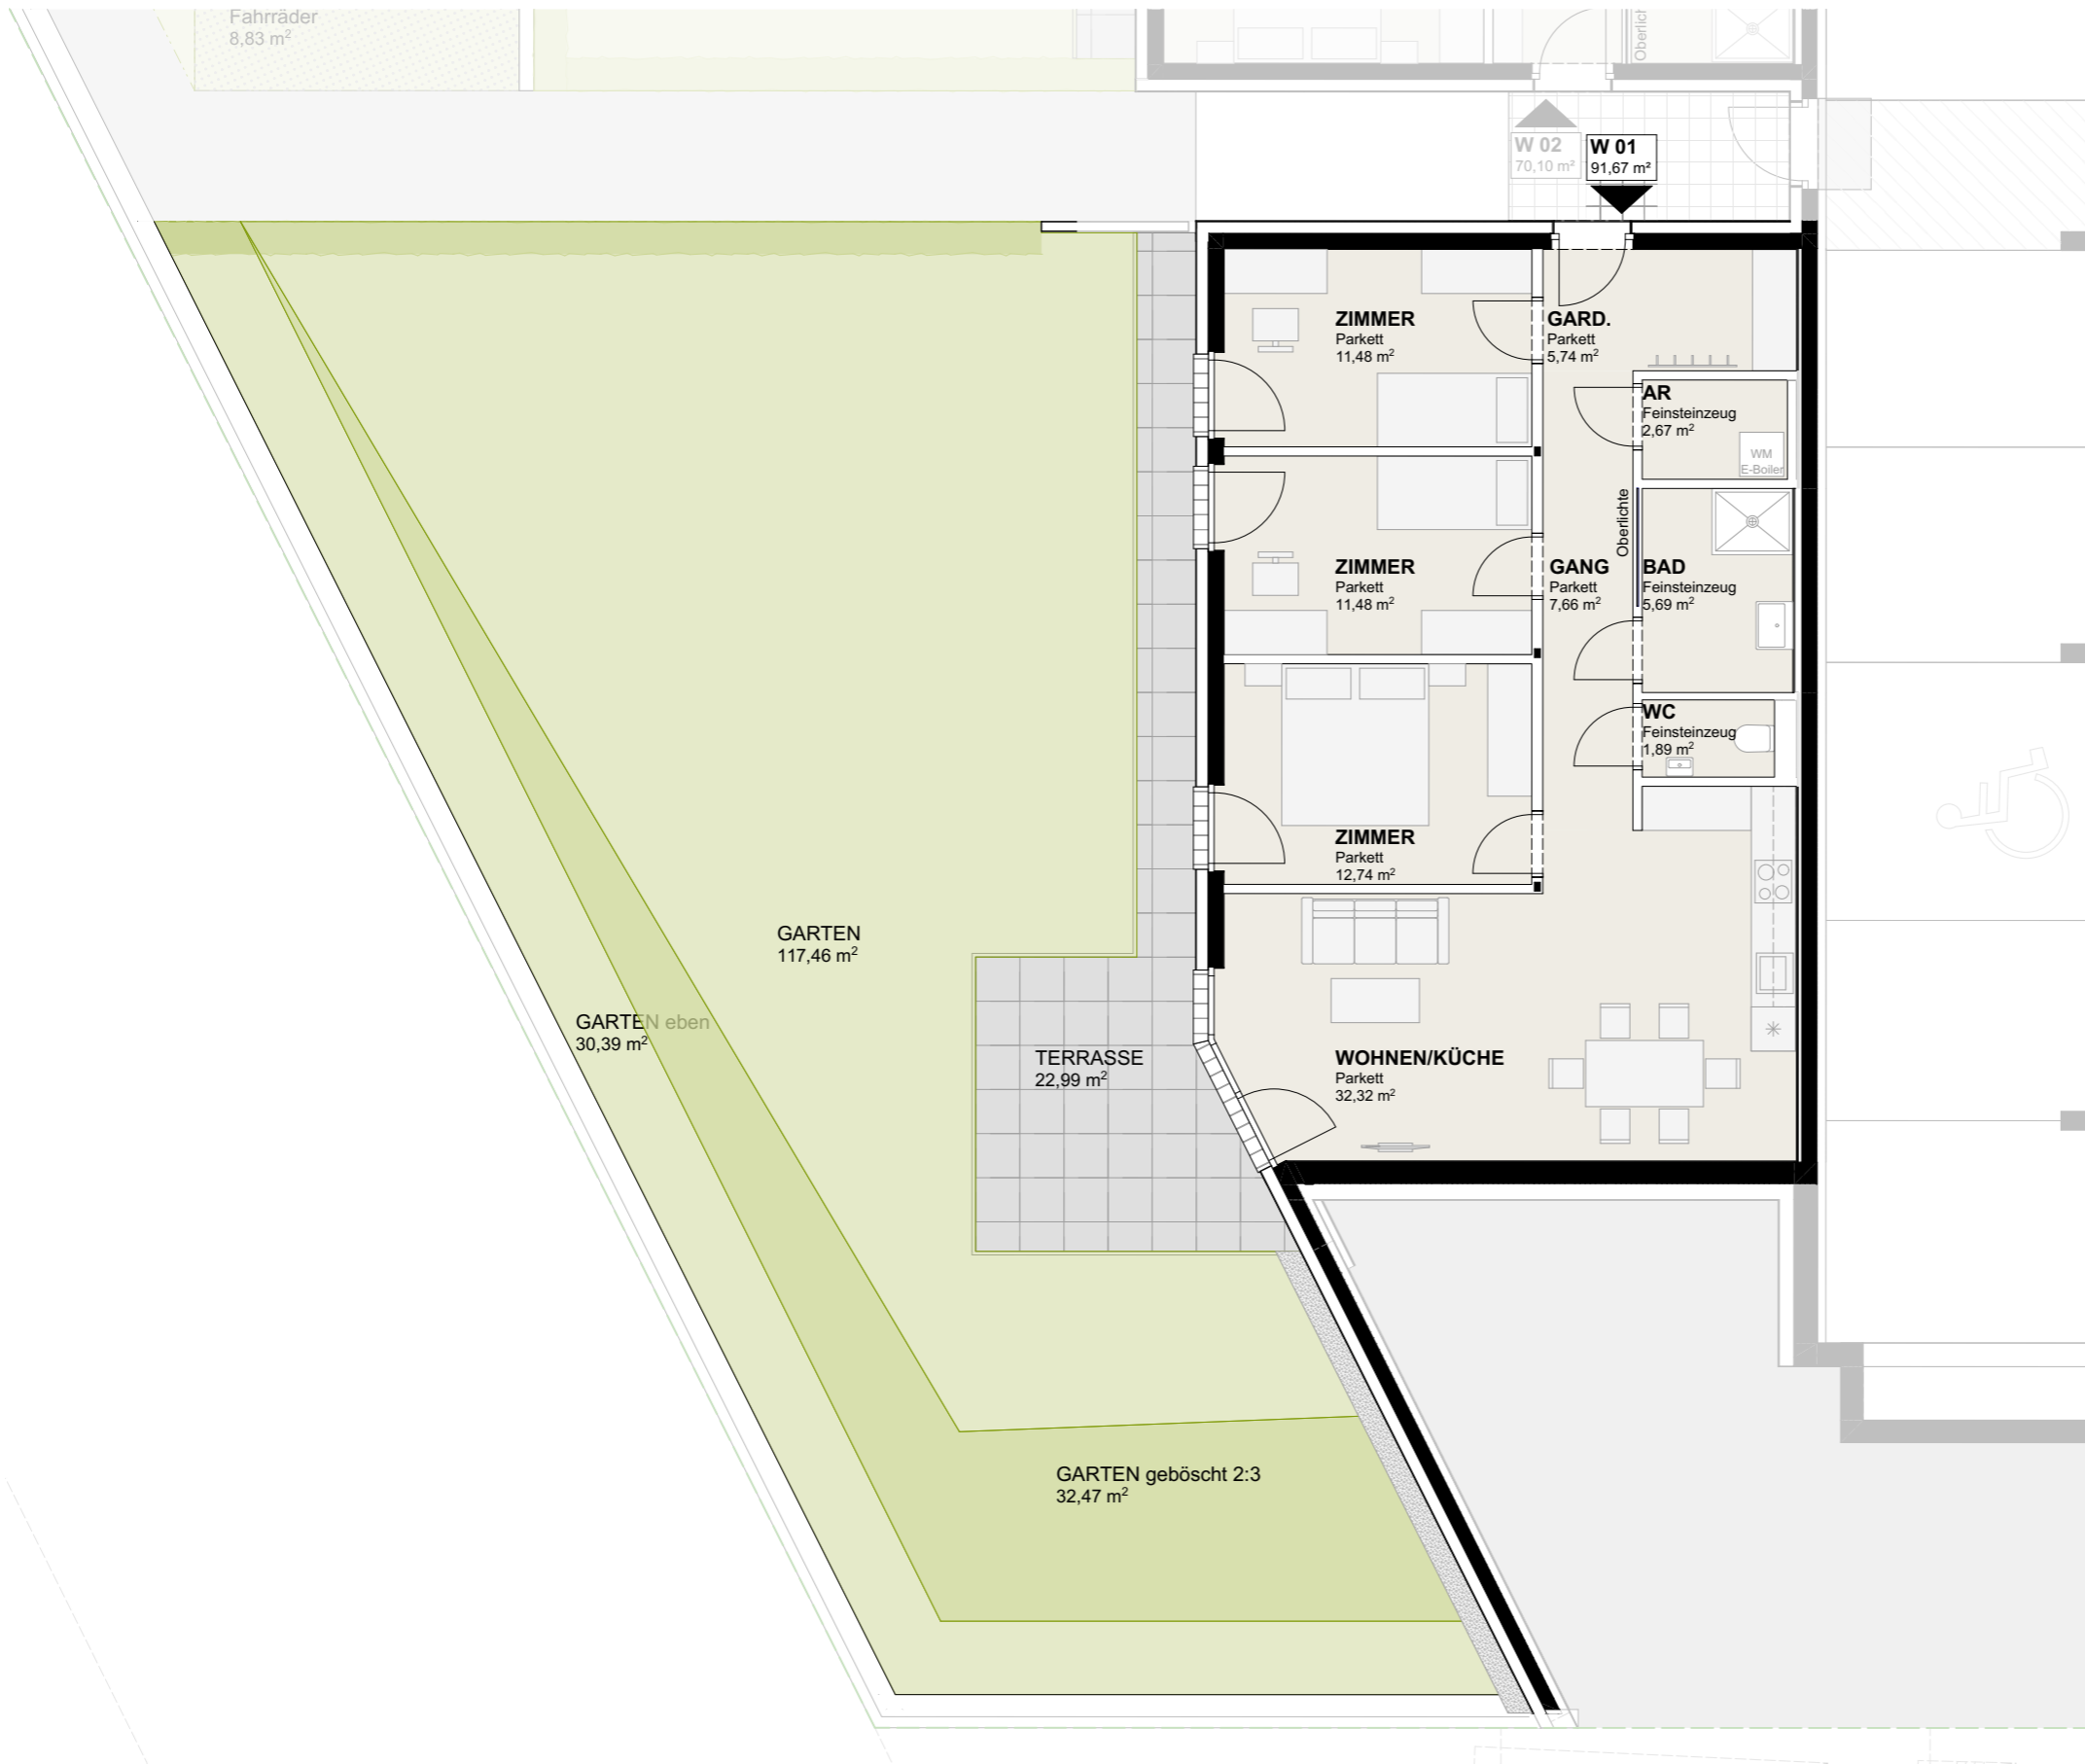 Fahrräder
8,83 m²
Oberlich
W 02
70,10 m²
W 01
91,67 m²
ZIMMER
Parkett
11,48 m²
GARD.
Parkett
5,74 m²
AR
Feinsteinzeug
2,67 m²
WM
E-Boiler
Oberlichte
ZIMMER
Parkett
11,48 m²
GANG
Parkett
7,66 m²
BAD
Feinsteinzeug
5,69 m²
WC
Feinsteinzeug
1,89 m²
ZIMMER
Parkett
12,74 m²
GARTEN
117,46 m²
GARTEN eben
30,39 m²
TERRASSE
22,99 m²
WOHNEN/KÜCHE
Parkett
32,32 m²
GARTEN geböscht 2:3
32,47 m²